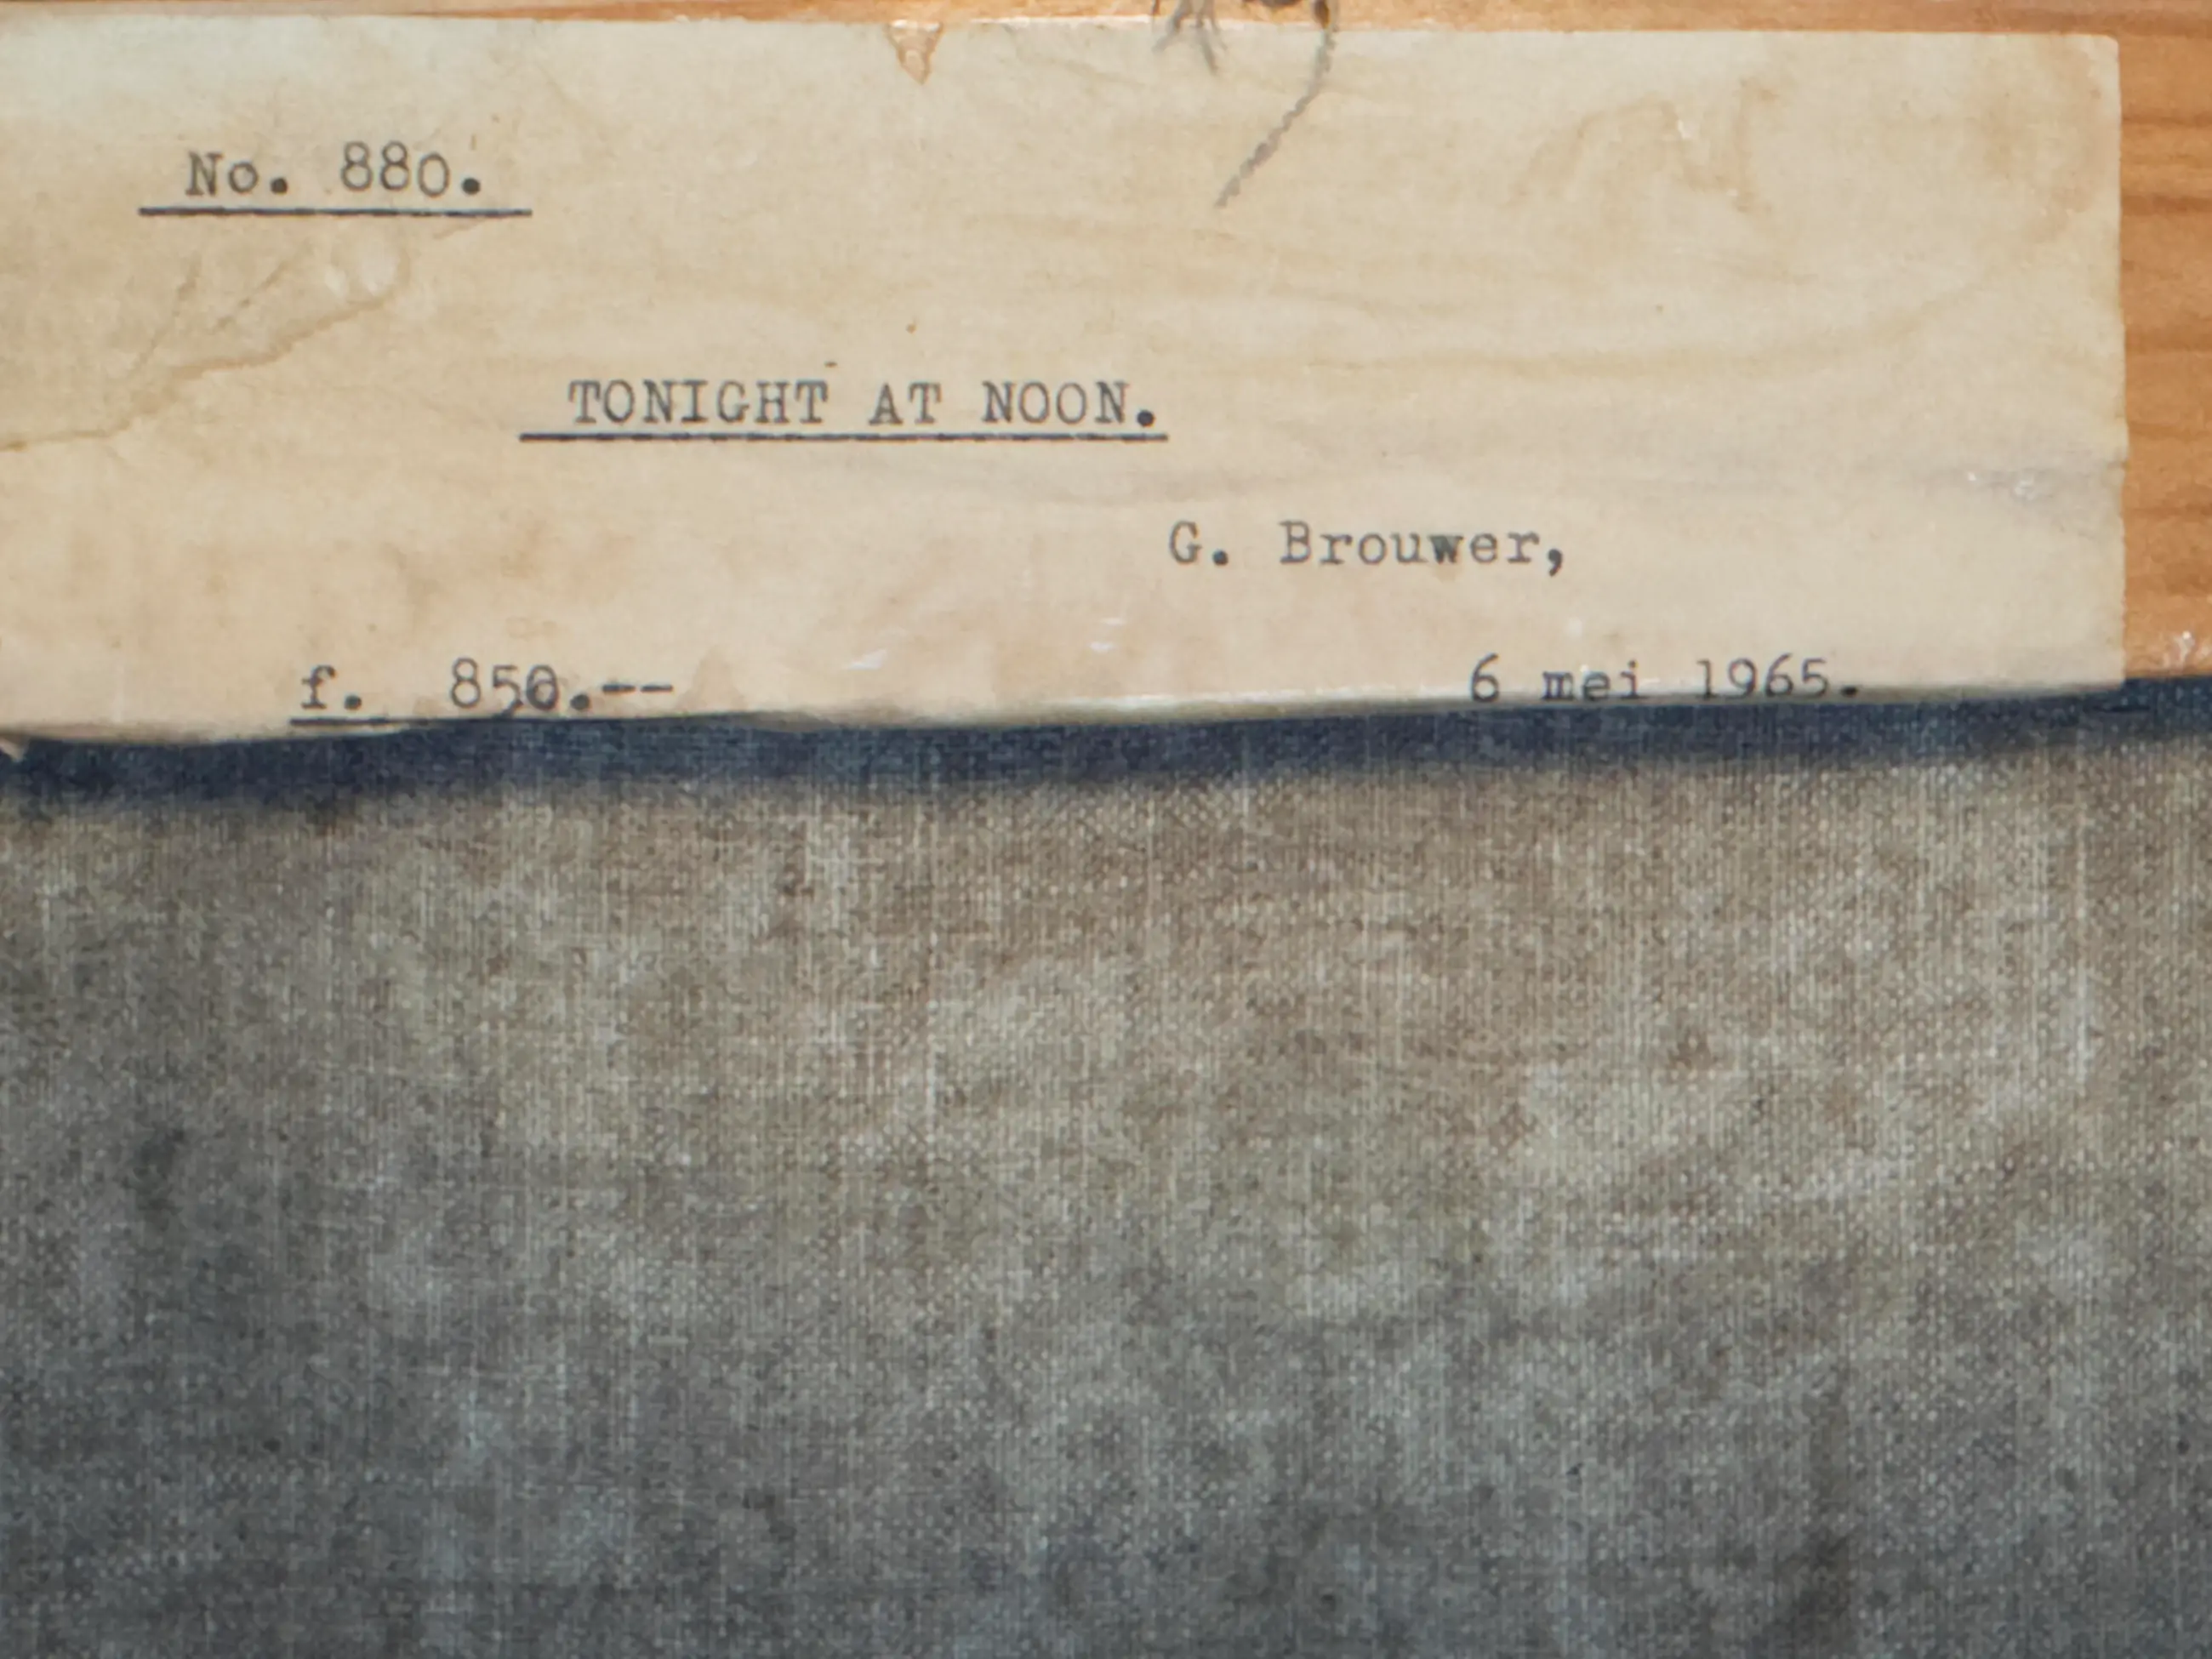 No. 880.
TONIGHT AT NOON.
G. Brouwer,
f. 850.--
6 mei 1965.